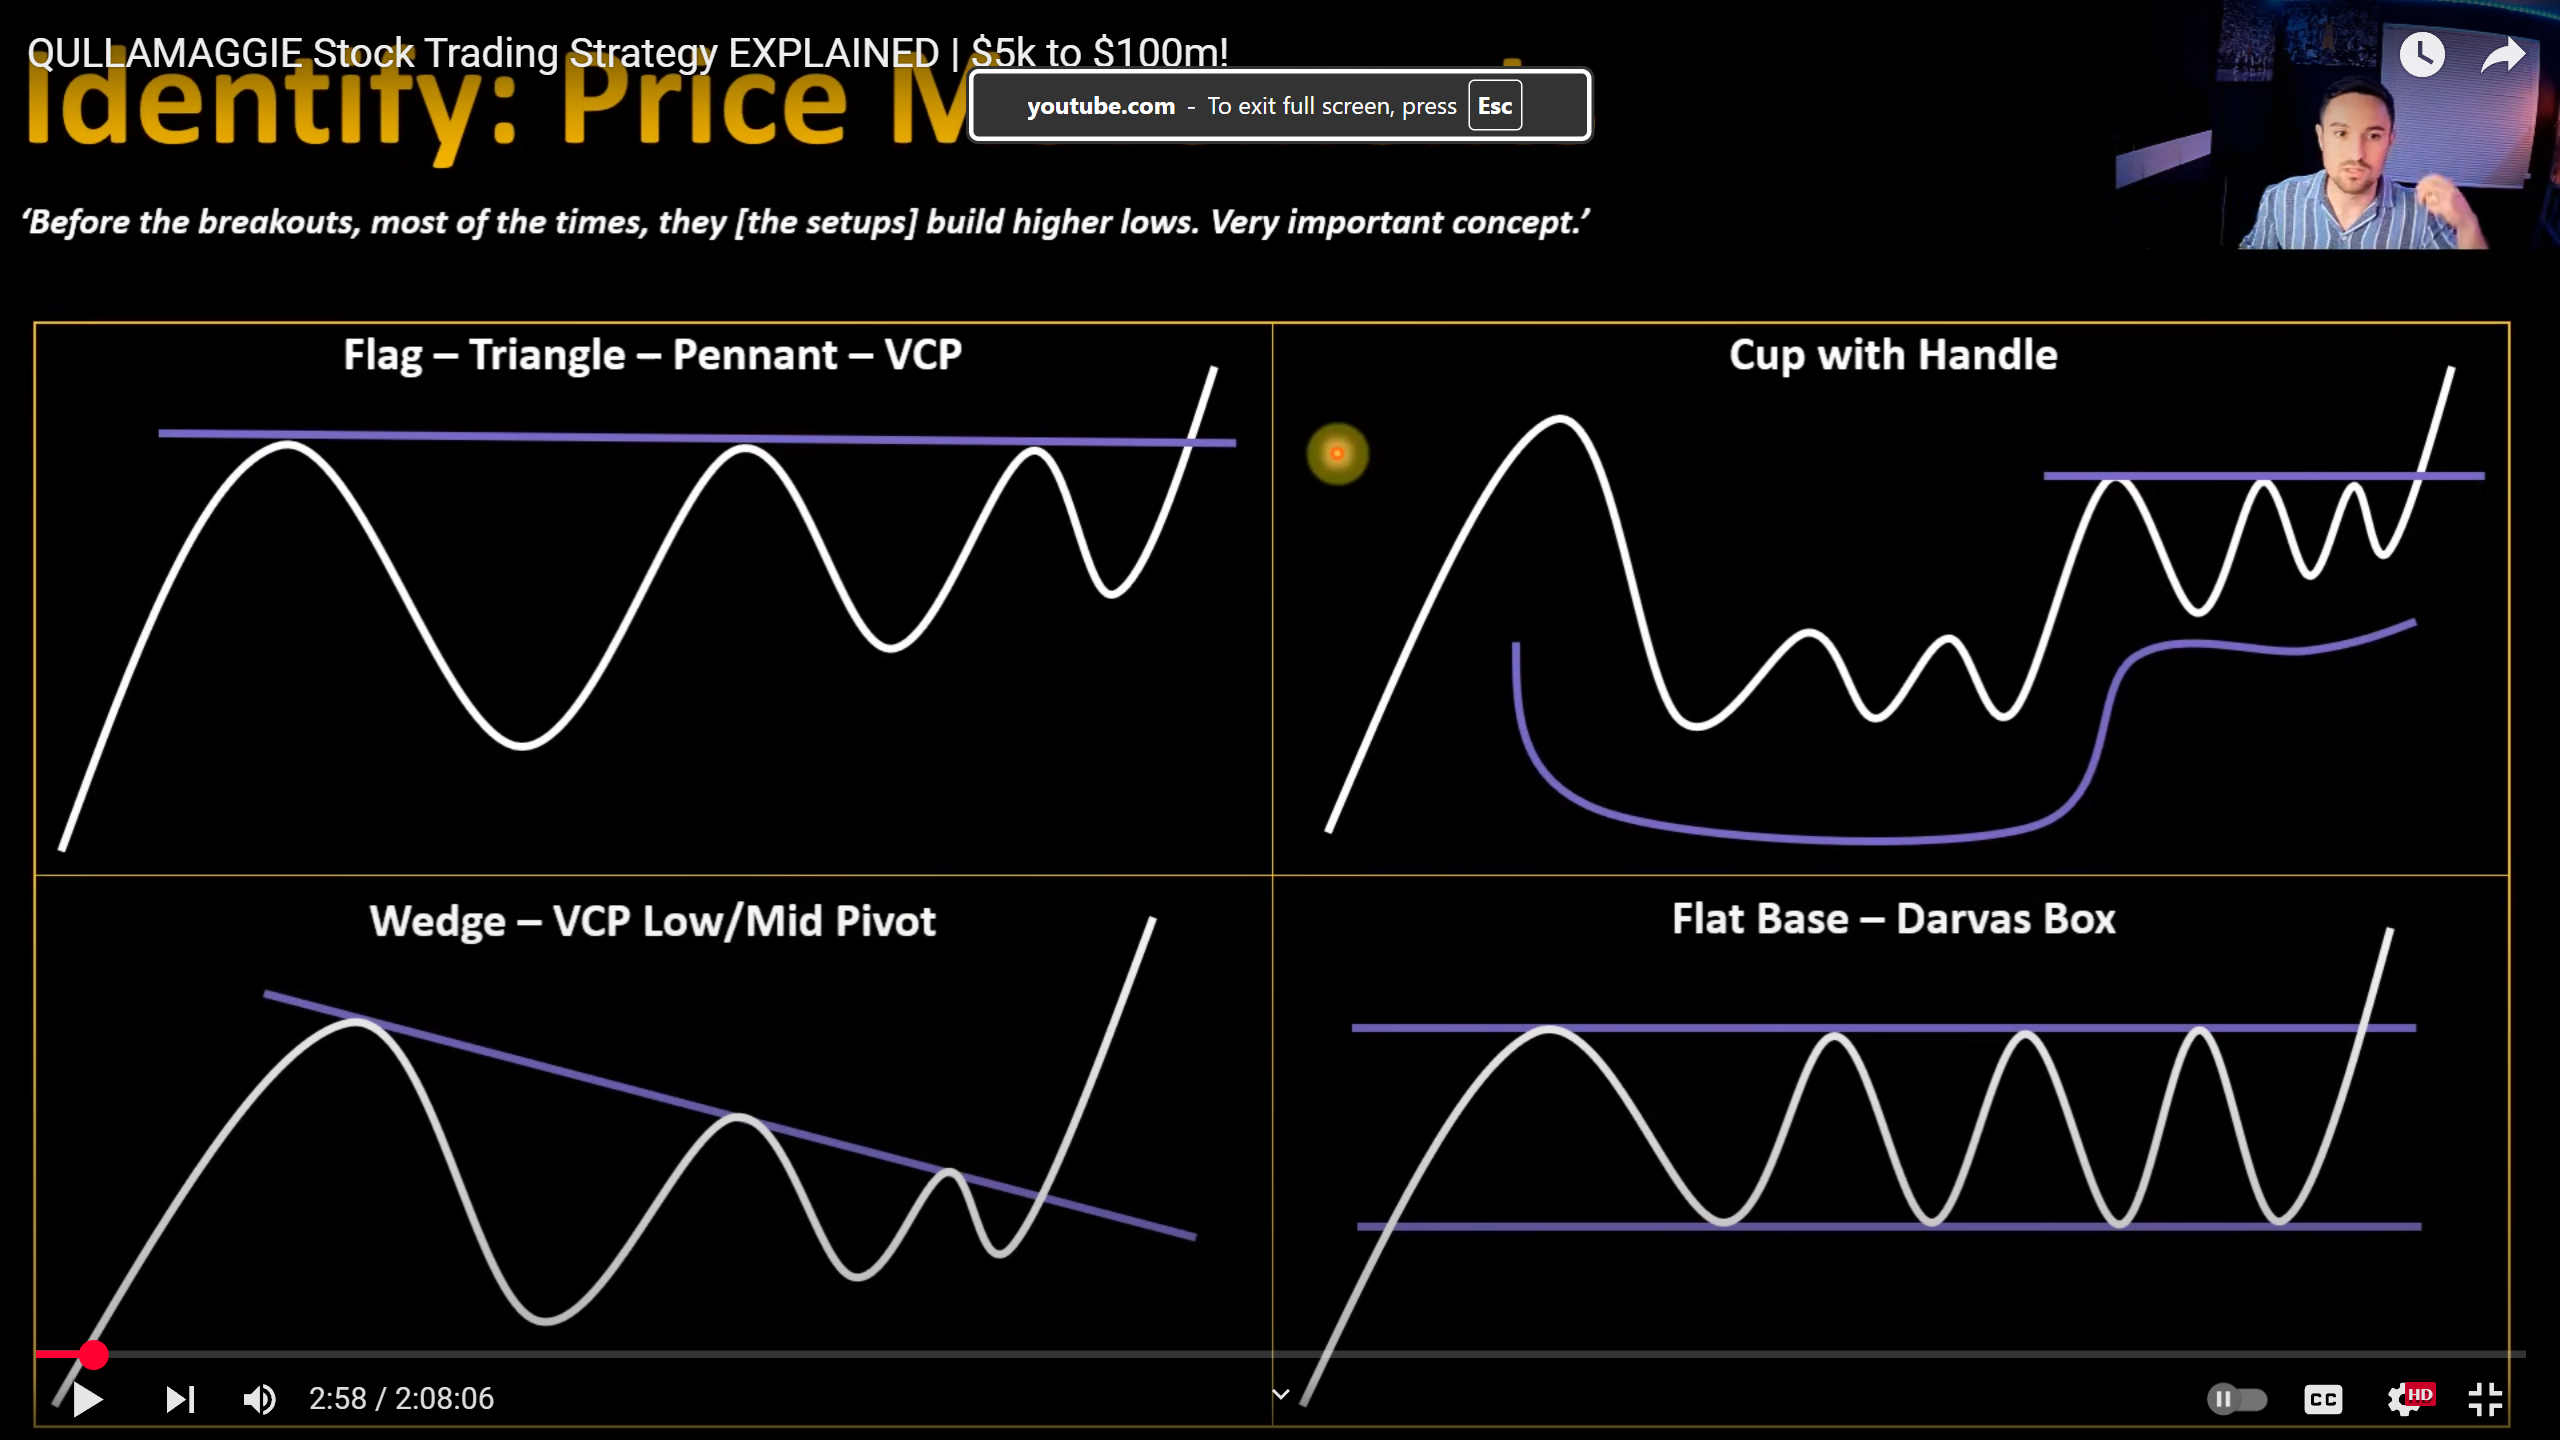 QULLAMAGGIE Stock Trading Strategy EXPLAINED | $5k to $100m!
Identify: Price
youtube.com - To exit full screen, press Esc
‘Before the breakouts, most of the times, they [the setups] build higher lows. Very important concept.’
Flag – Triangle – Pennant – VCP
Cup with Handle
Wedge – VCP Low/Mid Pivot
Flat Base – Darvas Box
2:58 / 2:08:06
CC
HD